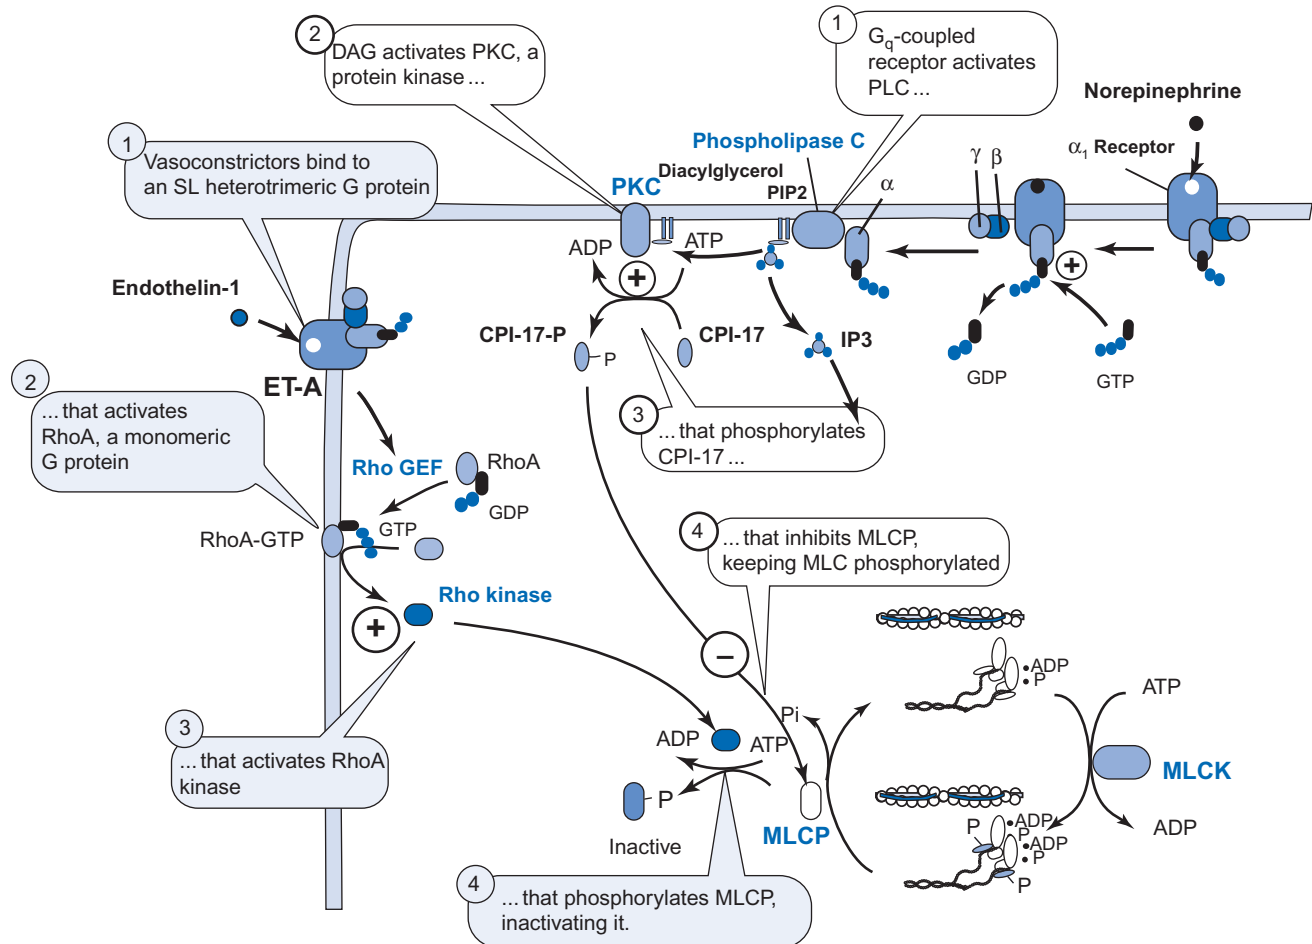 2
DAG activates PKC, a
protein kinase ...
1
Gq-coupled
receptor activates
PLC ...
Norepinephrine
α1 Receptor
1
Vasoconstrictors bind to
an SL heterotrimeric G protein
Phospholipase C
Diacylglycerol
PKC
PIP2
α
γ
β
ADP
+
ATP
+
Endothelin-1
CPI-17-P
P
CPI-17
IP3
GDP
GTP
ET-A
2
... that activates
RhoA, a monomeric
G protein
3
... that phosphorylates
CPI-17 ...
Rho GEF
RhoA
GDP
GTP
RhoA-GTP
4
... that inhibits MLCP,
keeping MLC phosphorylated
Rho kinase
+
–
•ADP
•P
ATP
3
... that activates RhoA
kinase
Pi
ADP
ATP
MLCK
P
MLCP
Inactive
ADP
P
•ADP
P
•ADP
•P
P
4
... that phosphorylates MLCP,
inactivating it.